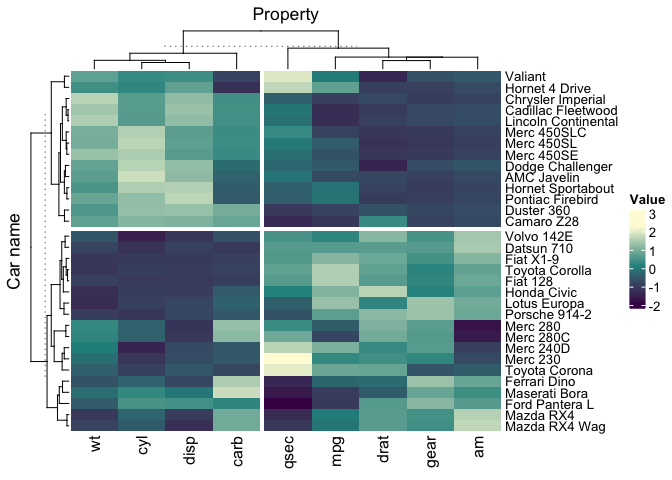 Property
Valiant
Hornet 4 Drive
Chrysler Imperial
Cadillac Fleetwood
Lincoln Continental
Merc 450SLC
Merc 450SL
Merc 450SE
Dodge Challenger
AMC Javelin
Hornet Sportabout
Pontiac Firebird
Duster 360
Camaro Z28
Volvo 142E
Datsun 710
Fiat X1-9
Toyota Corolla
Fiat 128
Honda Civic
Lotus Europa
Porsche 914-2
Merc 280
Merc 280C
Merc 240D
Merc 230
Toyota Corona
Ferrari Dino
Maserati Bora
Ford Pantera L
Mazda RX4
Mazda RX4 Wag
Car name
wt cyl disp carb qsec mpg drat gear am
Value
3
2
1
0
-1
-2